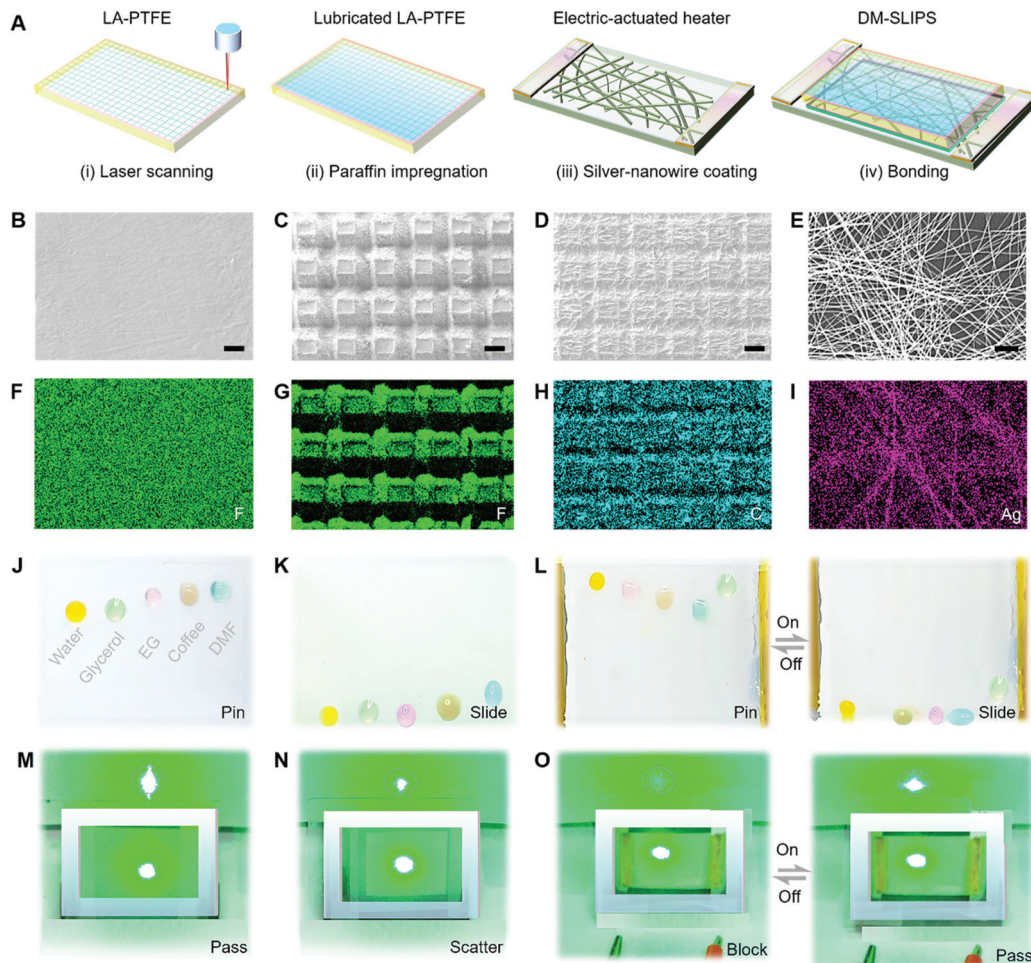 A
LA-PTFE
Lubricated LA-PTFE
Electric-actuated heater
DM-SLIPS
(i) Laser scanning
(ii) Paraffin impregnation
(iii) Silver-nanowire coating
(iv) Bonding
B
C
D
E
F
F
G
F
H
C
I
Ag
J
Water
Glycerol
EG
Coffee
DMF
Pin
K
Slide
L
Pin
On
Off
Slide
M
Pass
N
Scatter
O
Block
On
Off
Pass